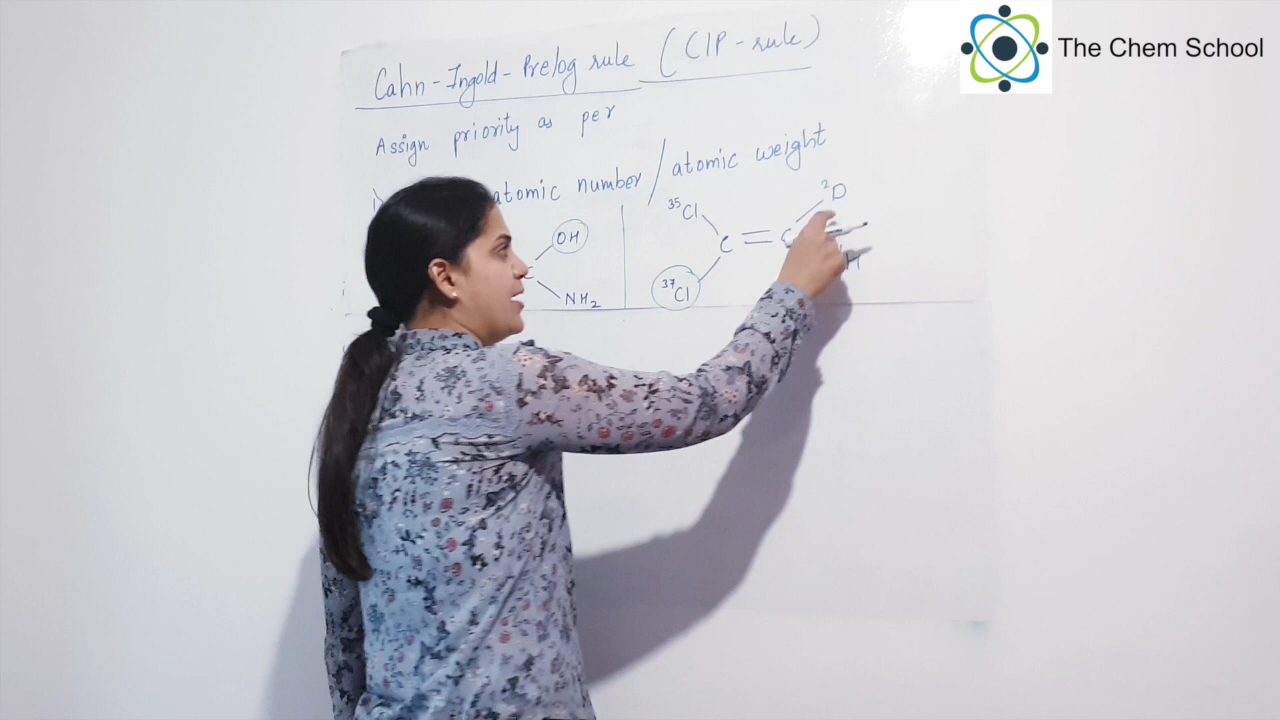 The Chem School
Cahn-Ingold-Prelog rule (CIP-rule)
Assign priority as per
atomic number / atomic weight
OH
NH₂
³⁵Cl
³⁷Cl
C = C
²D
H